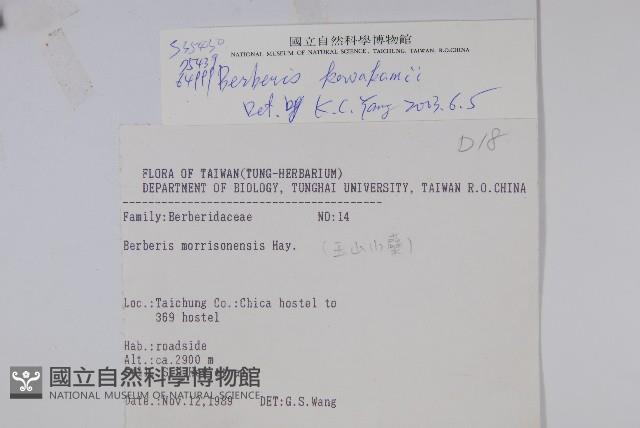 國立自然科學博物館
NATIONAL MUSEUM OF NATURAL SCIENCE, TAICHUNG, TAIWAN, R.O.CHINA
S35430
Berberis kawakamii
Det. by K.C. Yang 2003.6.5
D18
FLORA OF TAIWAN(TUNG-HERBARIUM)
DEPARTMENT OF BIOLOGY, TUNGHAI UNIVERSITY, TAIWAN R.O.CHINA
Family:Berberidaceae NO:14
Berberis morrisonensis Hay. (玉山小蘗)
Loc.:Taichung Co.:Chica hostel to
369 hostel
Hab.:roadside
Alt.:ca.2900 m
國立自然科學博物館
NATIONAL MUSEUM OF NATURAL SCIENCE
Date.:Nov.12,1989 DET:G.S.Wang